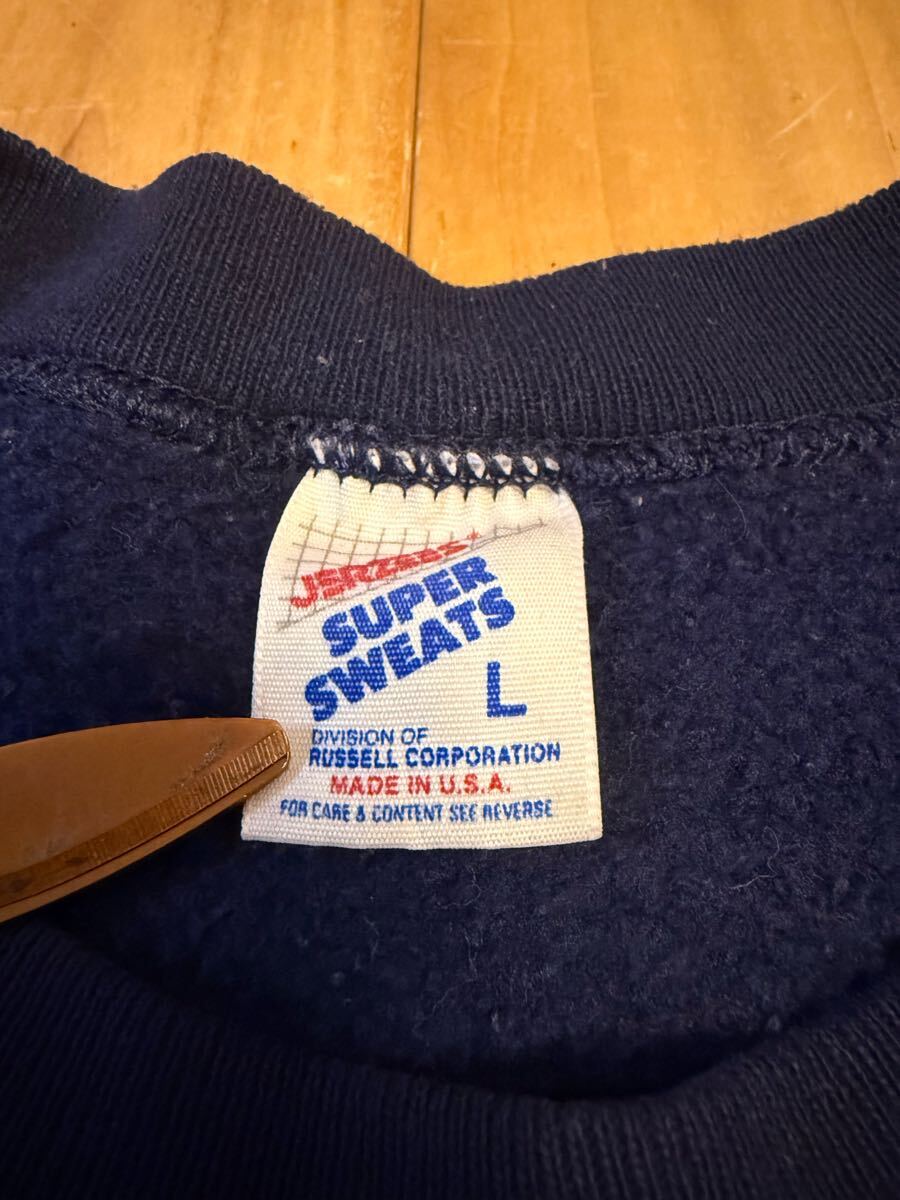 JERZEES
SUPER
SWEATS
L
DIVISION OF
RUSSELL CORPORATION
MADE IN U.S.A.
FOR CARE & CONTENT SEE REVERSE